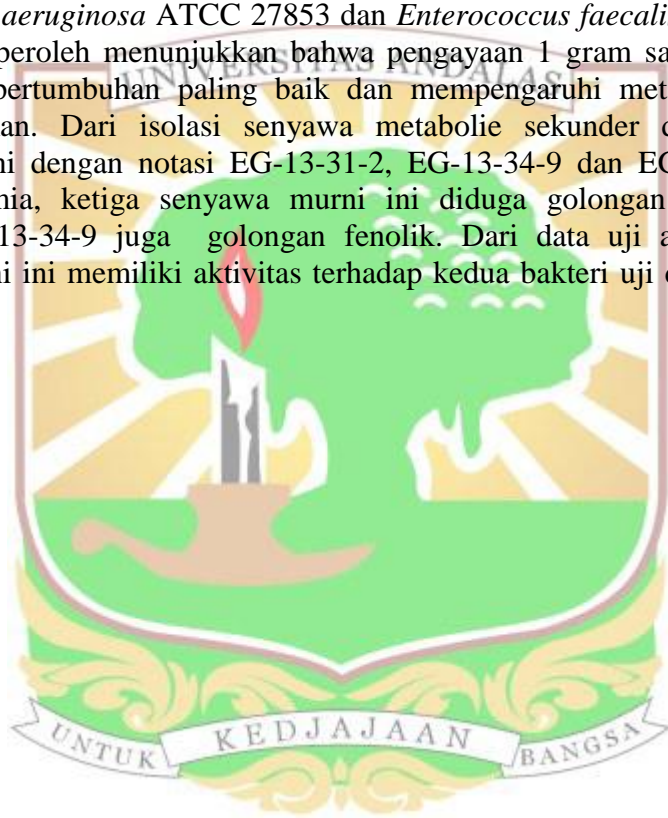 aeruginosa ATCC 27853 dan Enterococcus faecali
peroleh menunjukkan bahwa pengayaan 1 gram sa
pertumbuhan paling baik dan mempengaruhi met
an. Dari isolasi senyawa metabolie sekunder d
ni dengan notasi EG-13-31-2, EG-13-34-9 dan EG
nia, ketiga senyawa murni ini diduga golongan
13-34-9 juga golongan fenolik. Dari data uji a
ni ini memiliki aktivitas terhadap kedua bakteri uji
UNIVERSITAS ANDALAS
UNTUK KEDJAJAAN BANGSA